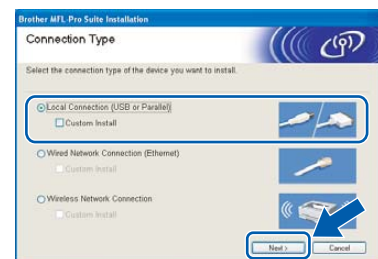 Brother MFL-Pro Suite Installation
Connection Type
Select the connection type of the device you want to install.
Local Connection (USB or Parallel)
Custom Install
Wired Network Connection (Ethernet)
Custom Install
Wireless Network Connection
Custom Install
Next >
Cancel